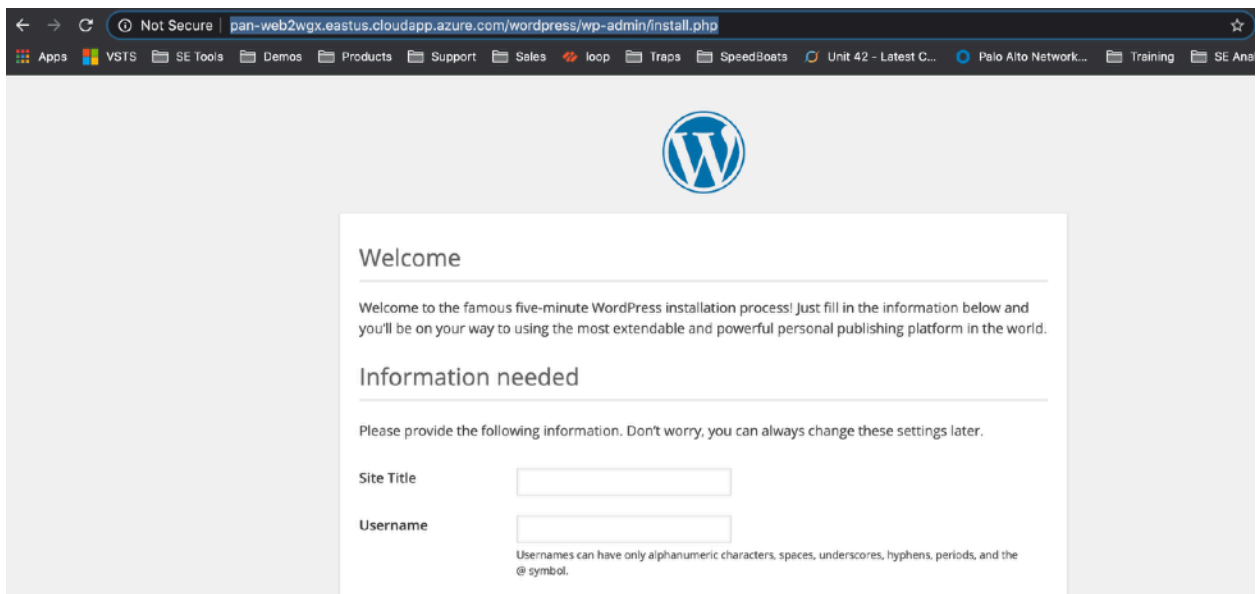 Not Secure | pan-web2wgx.eastus.cloudapp.azure.com/wordpress/wp-admin/install.php
Apps VSTS SE Tools Demos Products Support Sales loop Traps SpeedBoats Unit 42 - Latest C... Palo Alto Network... Training SE Ana
W
Welcome
Welcome to the famous five-minute WordPress installation process! Just fill in the information below and
you'll be on your way to using the most extendable and powerful personal publishing platform in the world.
Information needed
Please provide the following information. Don't worry, you can always change these settings later.
Site Title
Username
Usernames can have only alphanumeric characters, spaces, underscores, hyphens, periods, and the
@ symbol.